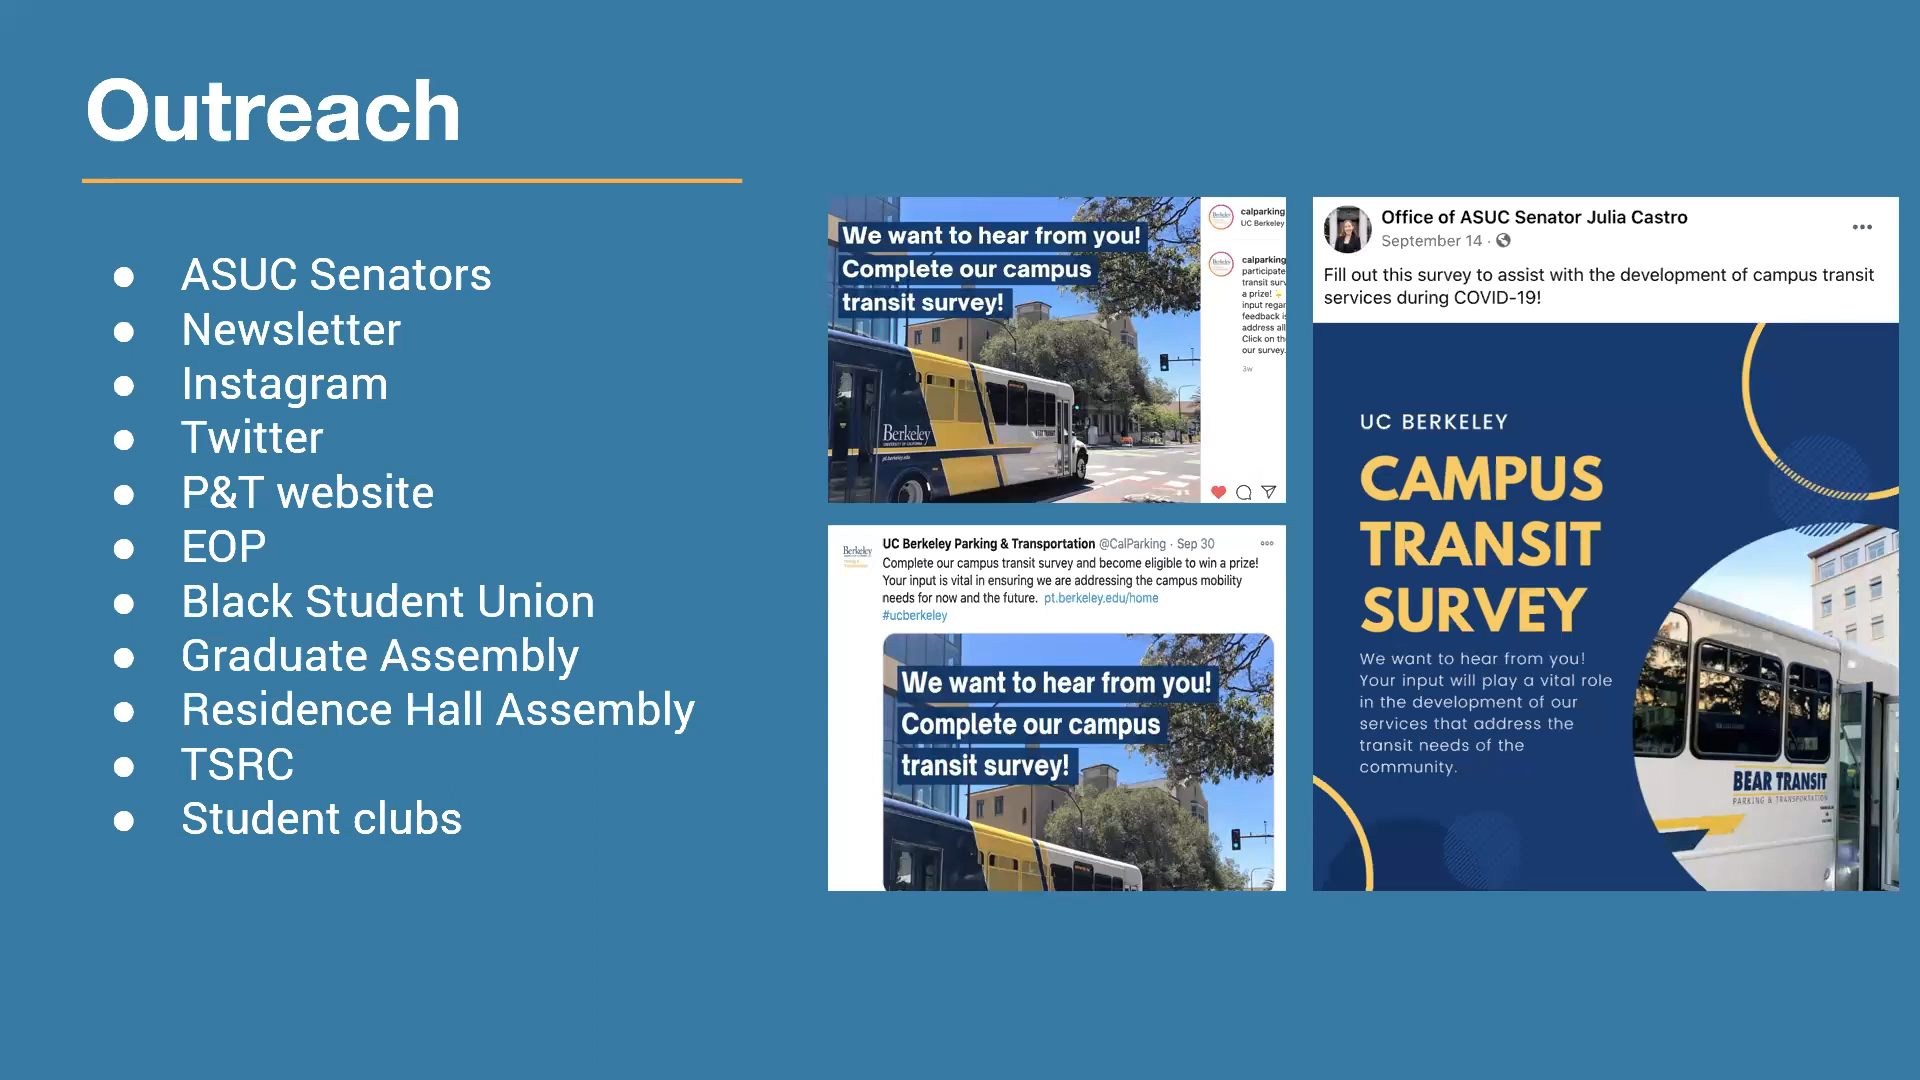 Outreach
ASUC Senators
Newsletter
Instagram
Twitter
P&T website
EOP
Black Student Union
Graduate Assembly
Residence Hall Assembly
TSRC
Student clubs
We want to hear from you!
Complete our campus
transit survey!
Berkeley
pt.berkeley.edu
calparking
UC Berkeley
calparking
participate
transit surv
a prize!
input regar
feedback is
address all
Click on th
our survey.
3w
Berkeley
UC Berkeley Parking & Transportation @CalParking · Sep 30
Complete our campus transit survey and become eligible to win a prize!
Your input is vital in ensuring we are addressing the campus mobility
needs for now and the future. pt.berkeley.edu/home
#ucberkeley
We want to hear from you!
Complete our campus
transit survey!
Office of ASUC Senator Julia Castro
September 14 ·
Fill out this survey to assist with the development of campus transit
services during COVID-19!
UC BERKELEY
CAMPUS
TRANSIT
SURVEY
We want to hear from you!
Your input will play a vital role
in the development of our
services that address the
transit needs of the
community.
BEAR TRANSIT
PARKING & TRANSPORTATION